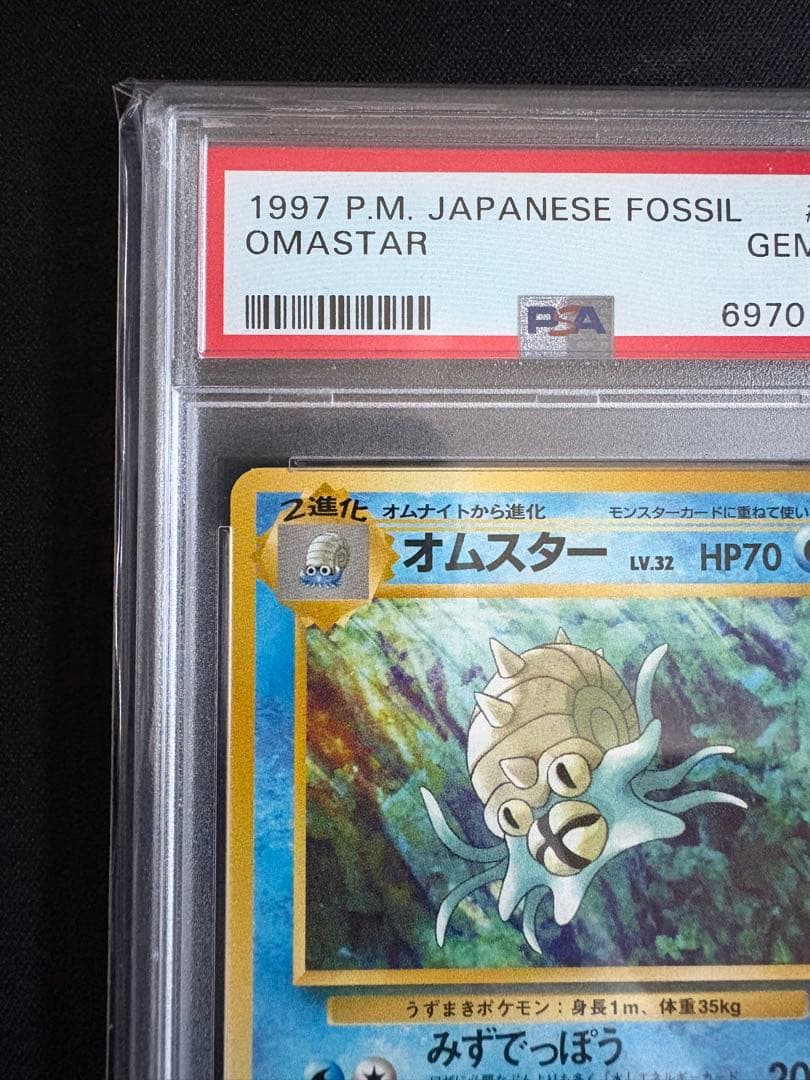 1997 P.M. JAPANESE FOSSIL
OMASTAR GEM
PSA 6970
2進化 オムナイトから進化 モンスターカードに重ねて使い
オムスター LV.32 HP70
うずまきポケモン：身長1m、体重35kg
みずでっぽう
20